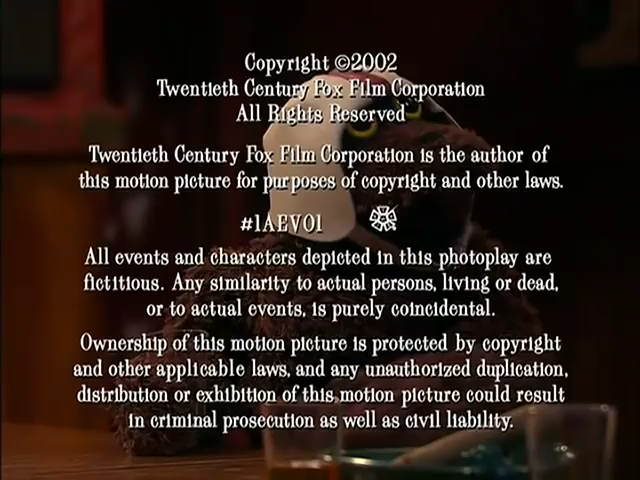 Copyright ©2002
Twentieth Century Fox Film Corporation
All Rights Reserved
Twentieth Century Fox Film Corporation is the author of
this motion picture for purposes of copyright and other laws.
#1AEV01
All events and characters depicted in this photoplay are
fictitious. Any similarity to actual persons, living or dead,
or to actual events, is purely coincidental.
Ownership of this motion picture is protected by copyright
and other applicable laws, and any unauthorized duplication,
distribution or exhibition of this motion picture could result
in criminal prosecution as well as civil liability.